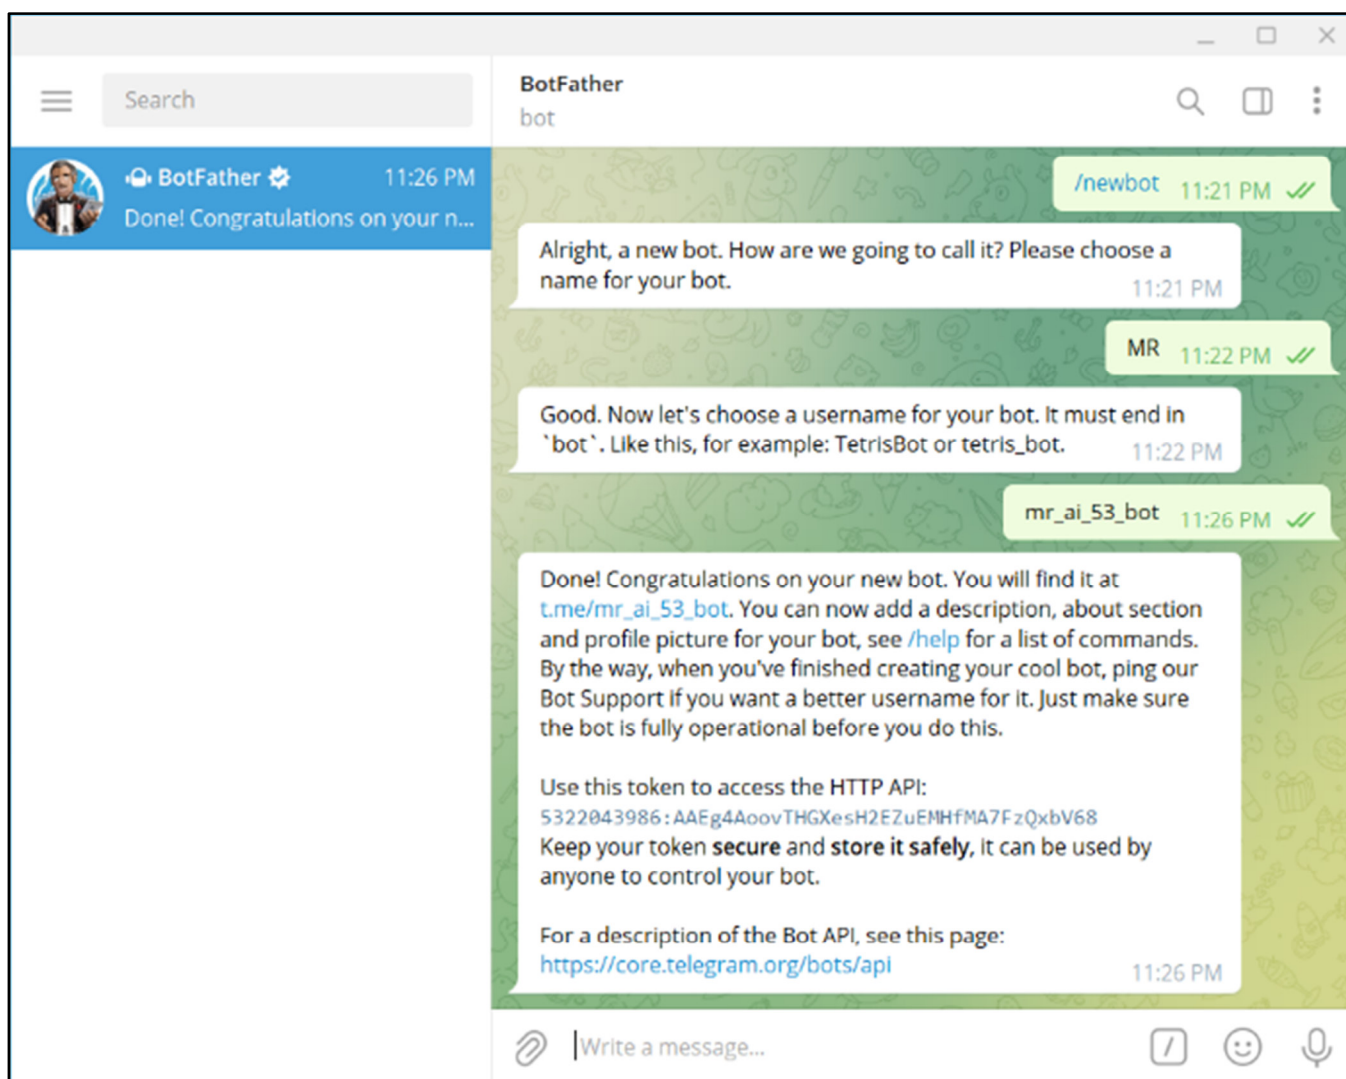 Search
BotFather
11:26 PM
Done! Congratulations on your n...
BotFather
bot
/newbot 11:21 PM
Alright, a new bot. How are we going to call it? Please choose a
name for your bot.
11:21 PM
MR 11:22 PM
Good. Now let's choose a username for your bot. It must end in
`bot`. Like this, for example: TetrisBot or tetris_bot.
11:22 PM
mr_ai_53_bot 11:26 PM
Done! Congratulations on your new bot. You will find it at
t.me/mr_ai_53_bot. You can now add a description, about section
and profile picture for your bot, see /help for a list of commands.
By the way, when you've finished creating your cool bot, ping our
Bot Support if you want a better username for it. Just make sure
the bot is fully operational before you do this.
Use this token to access the HTTP API:
5322043986:AAEg4AoovTHGXesH2EZuEMHfMA7FzQxbV68
Keep your token secure and store it safely, it can be used by
anyone to control your bot.
For a description of the Bot API, see this page:
https://core.telegram.org/bots/api
11:26 PM
Write a message...